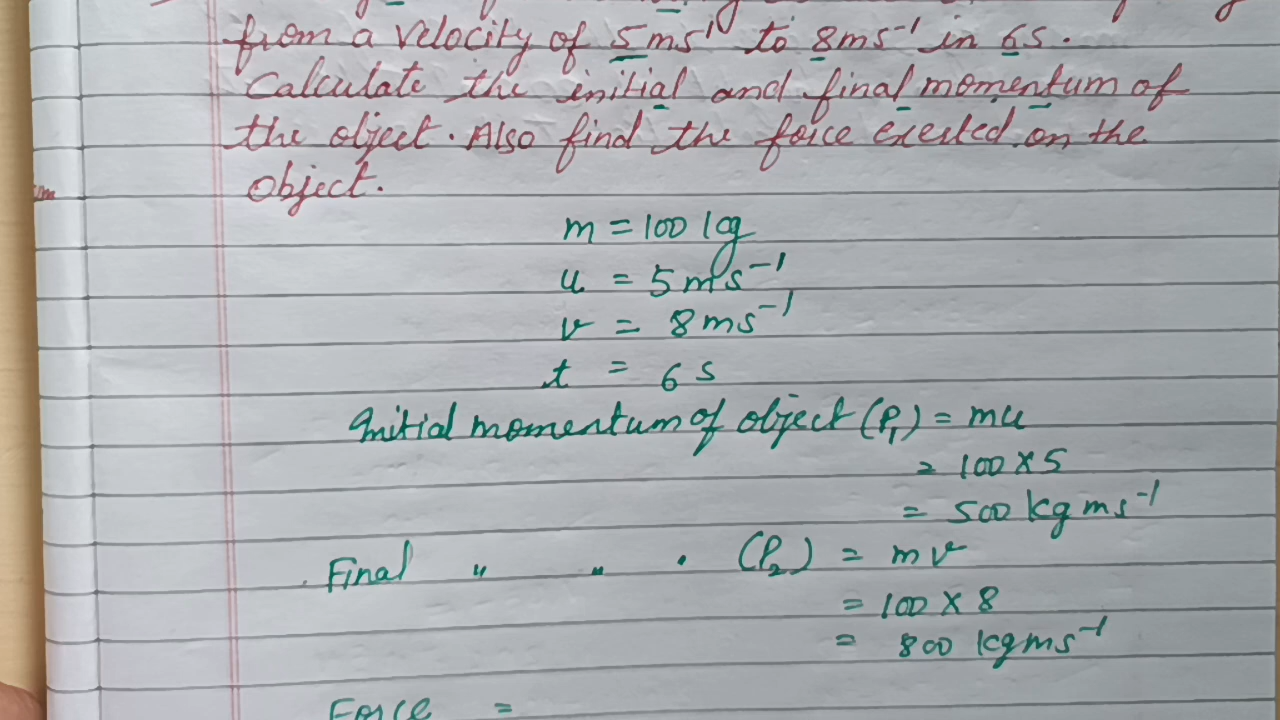 from a velocity of 5ms⁻¹ to 8ms⁻¹ in 6s.
Calculate the initial and final momentum of
the object. Also find the force exerted on the
object.
m = 100 kg
u = 5 ms⁻¹
v = 8 ms⁻¹
t = 6 s
Initial momentum of object (P₁) = mu
= 100 × 5
= 500 kg ms⁻¹
Final " " " (P₂) = mv
= 100 × 8
= 800 kgms⁻¹
Force =